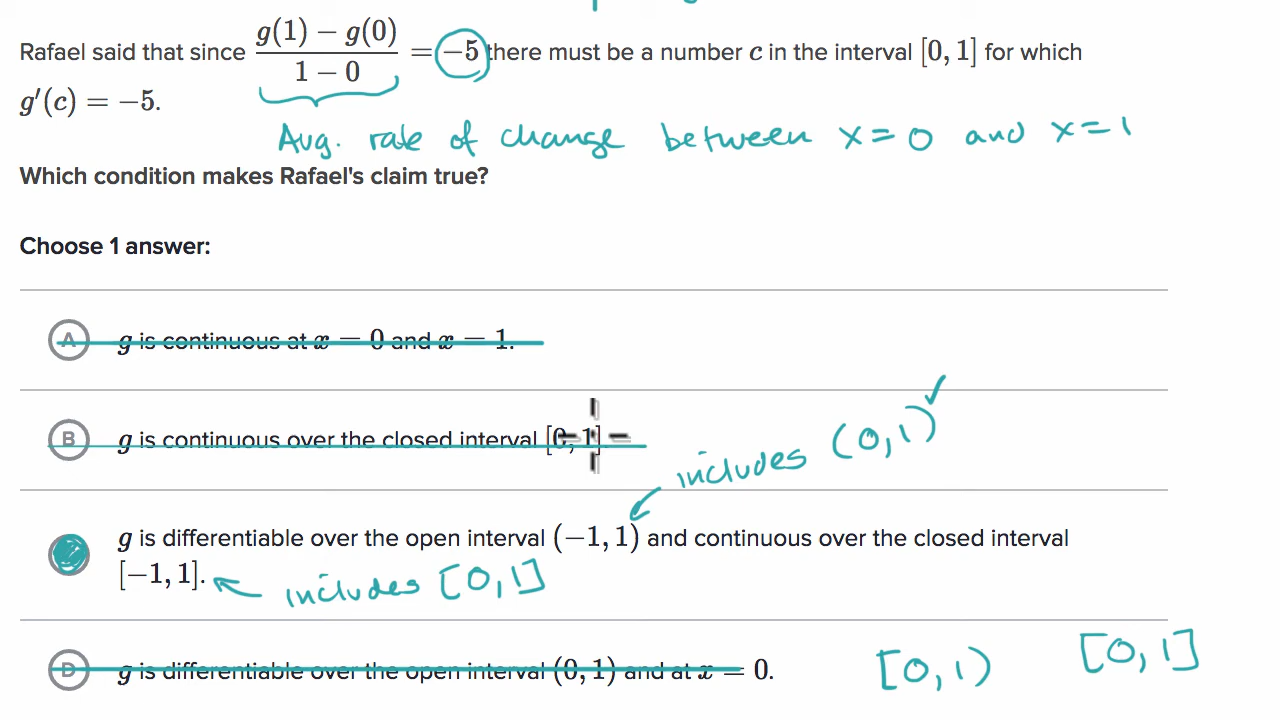 Rafael said that since g(1) − g(0) / 1 − 0 = −5 there must be a number c in the interval [0, 1] for which
g′(c) = −5.
Avg. rate of change between x=0 and x=1
Which condition makes Rafael's claim true?
Choose 1 answer:
A g is continuous at x = 0 and x = 1.
B g is continuous over the closed interval [0, 1]
includes (0,1)
g is differentiable over the open interval (−1, 1) and continuous over the closed interval
[−1, 1].
includes [0,1]
D g is differentiable over the open interval (0, 1) and at x = 0.
[0,1) [0,1]